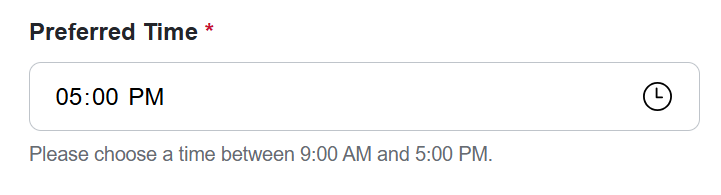 Preferred Time *
05:00 PM
Please choose a time between 9:00 AM and 5:00 PM.